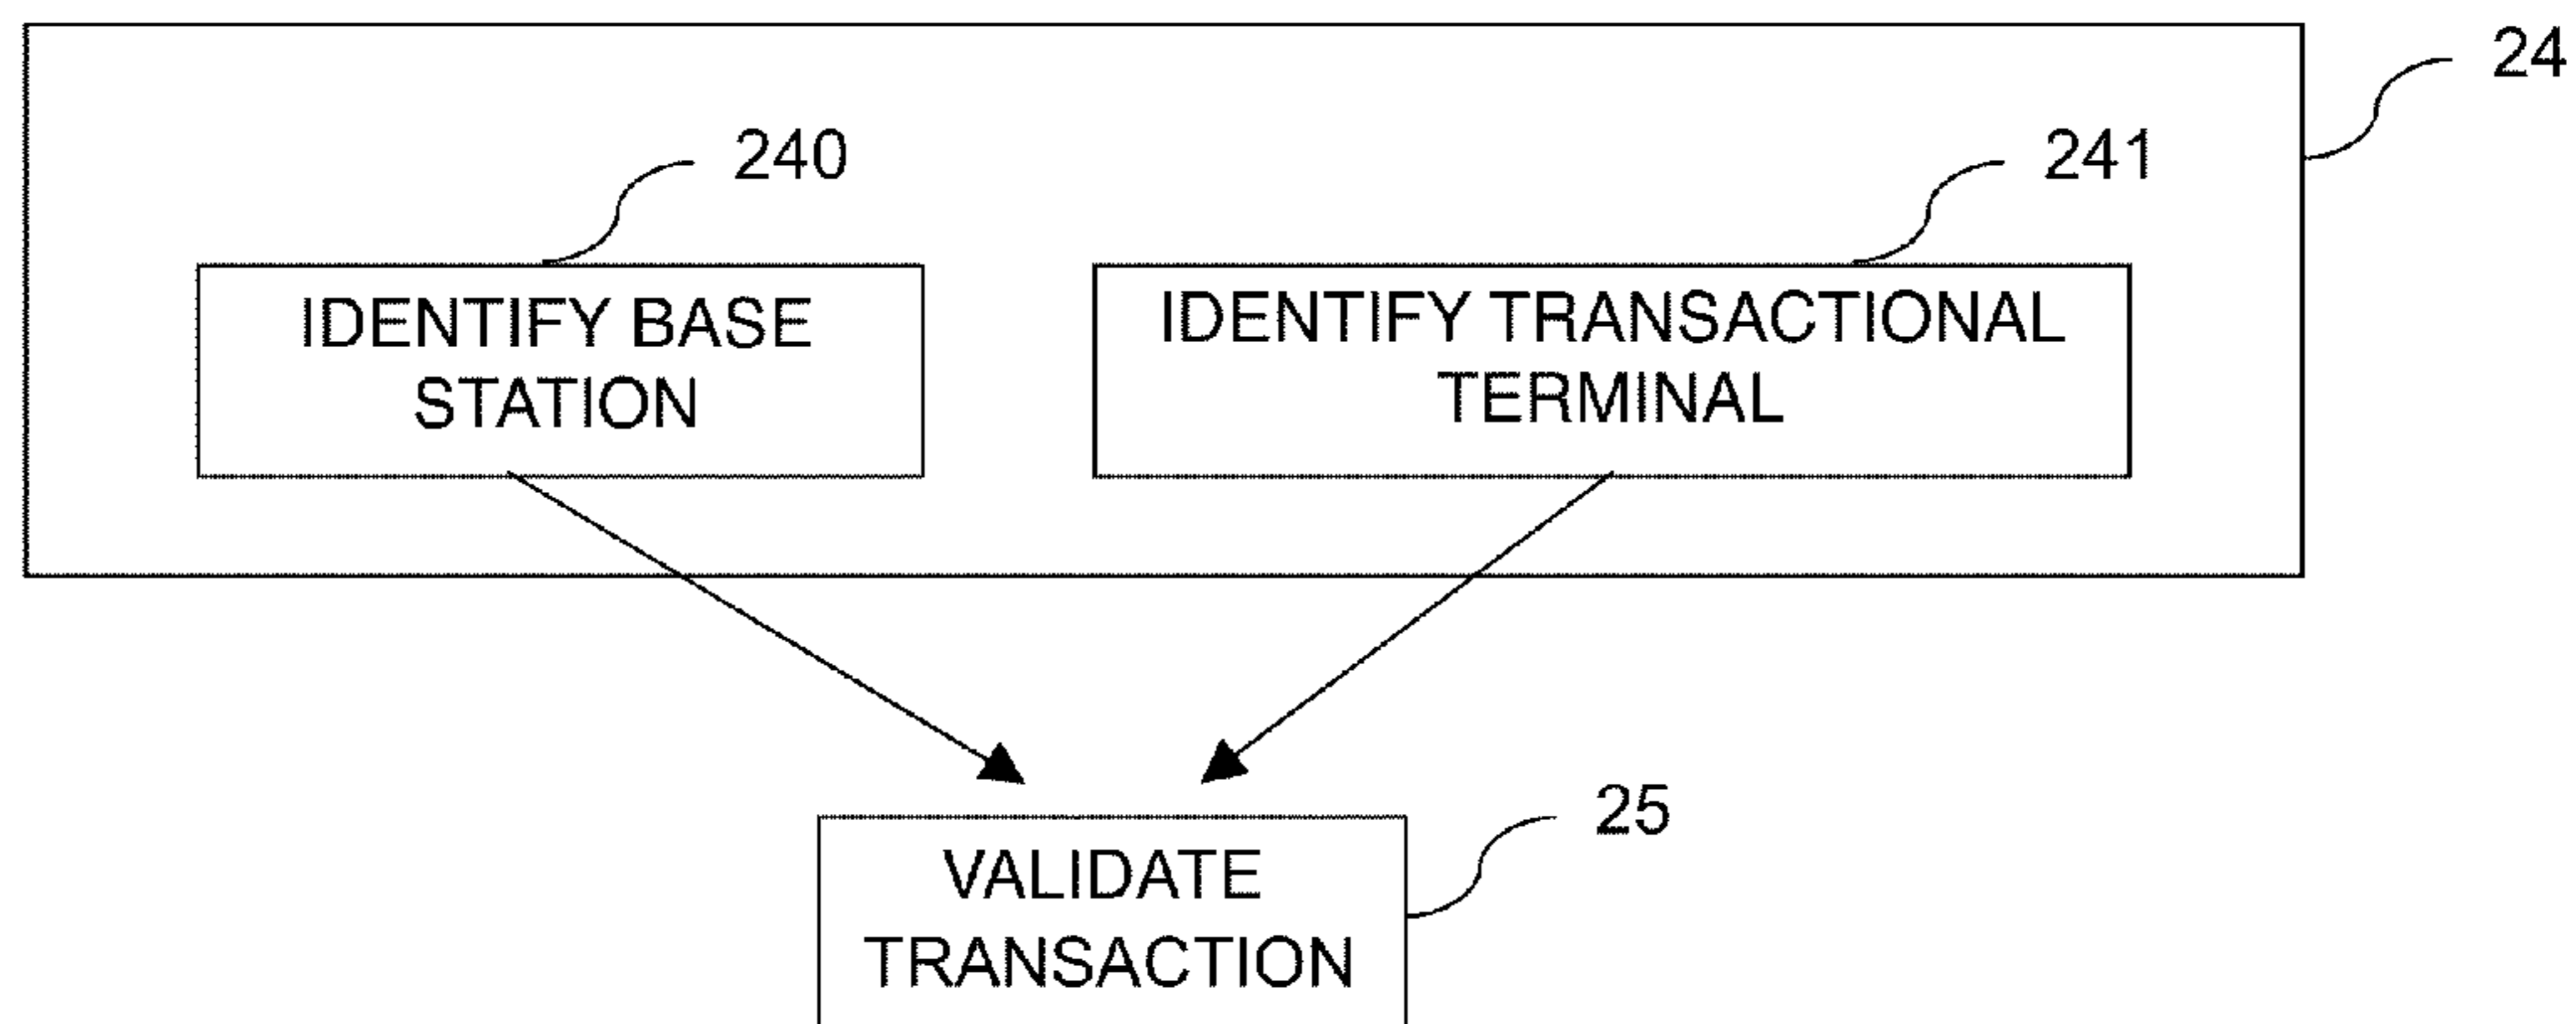 24
240
241
IDENTIFY BASE
STATION
IDENTIFY TRANSACTIONAL
TERMINAL
25
VALIDATE
TRANSACTION